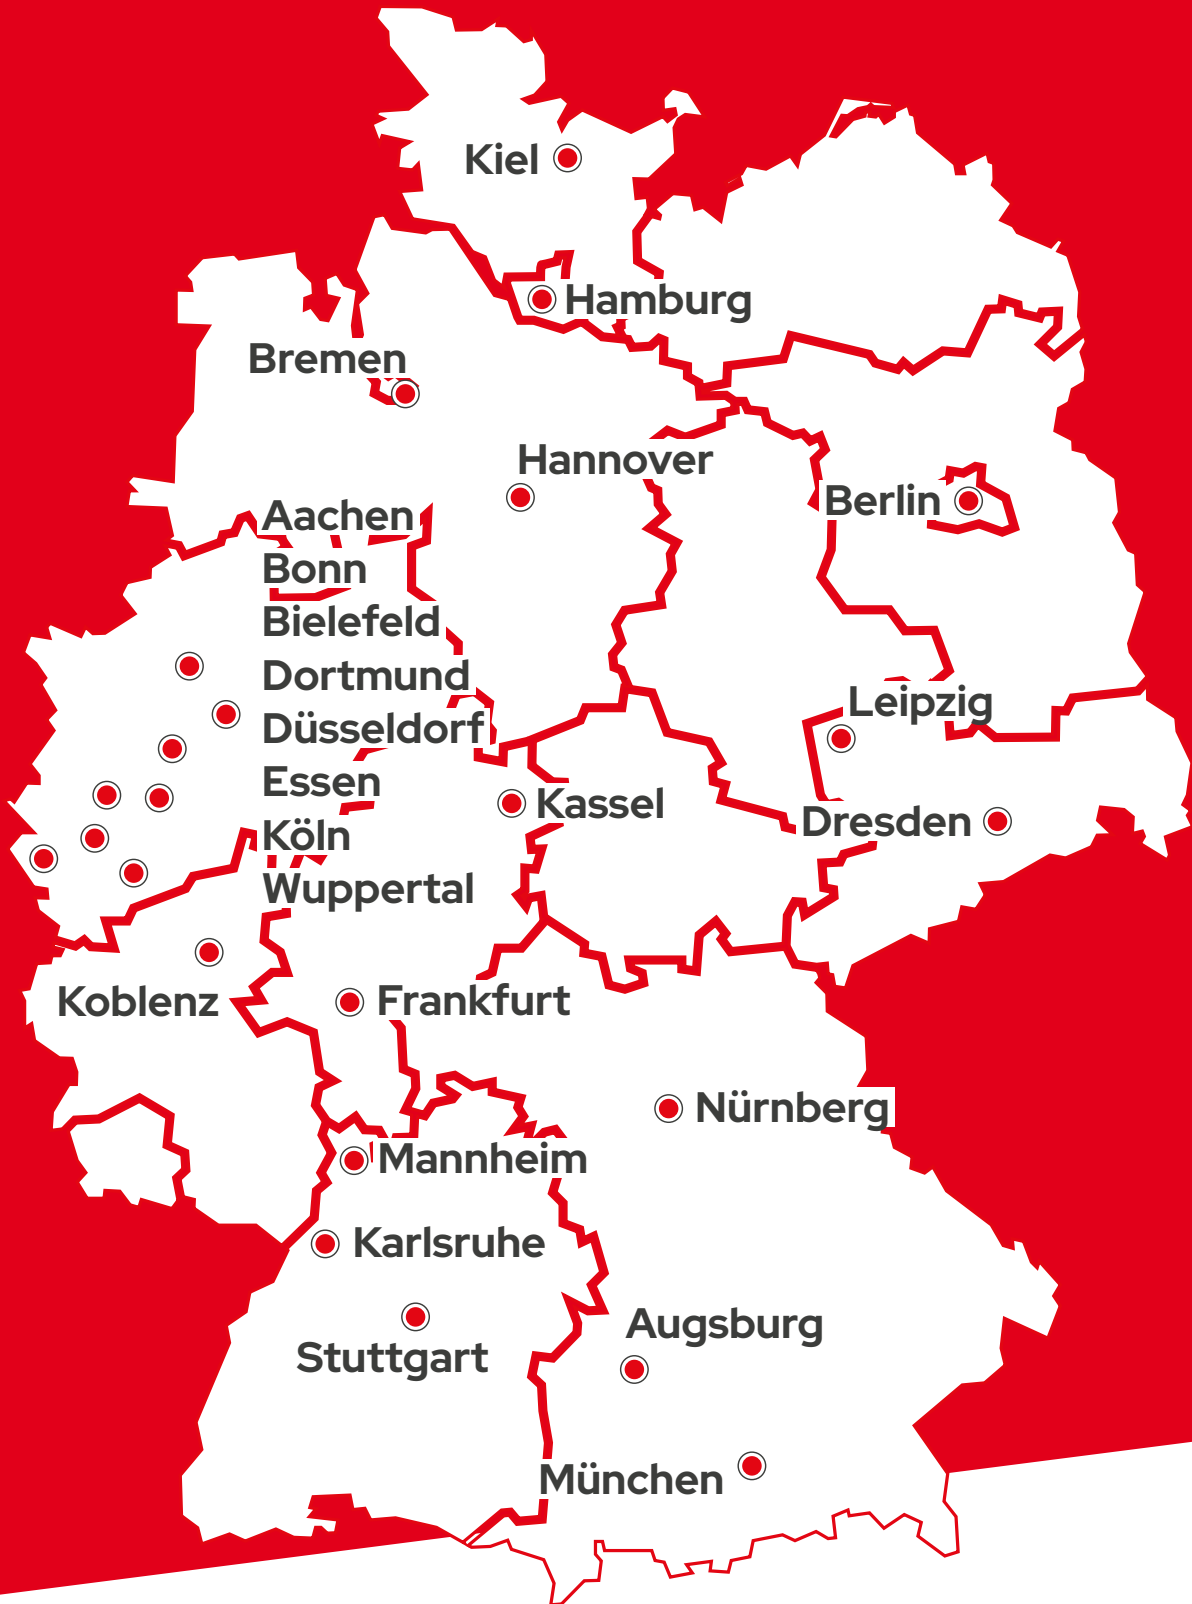 Kiel
Hamburg
Bremen
Hannover
Berlin
Aachen
Bonn
Bielefeld
Dortmund
Düsseldorf
Essen
Köln
Wuppertal
Leipzig
Kassel
Dresden
Koblenz
Frankfurt
Nürnberg
Mannheim
Karlsruhe
Augsburg
Stuttgart
München